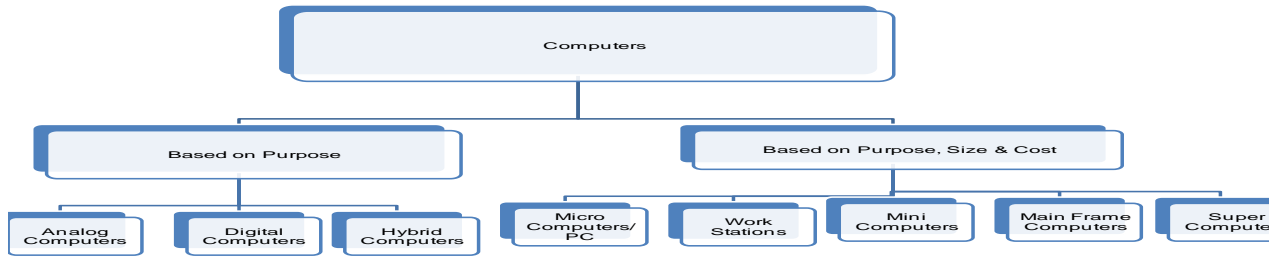 Computers
Based on Purpose
Based on Purpose, Size & Cost
Analog
Computers
Digital
Computers
Hybrid
Computers
Micro
Computers/
PC
Work
Stations
Mini
Computers
Main Frame
Computers
Super